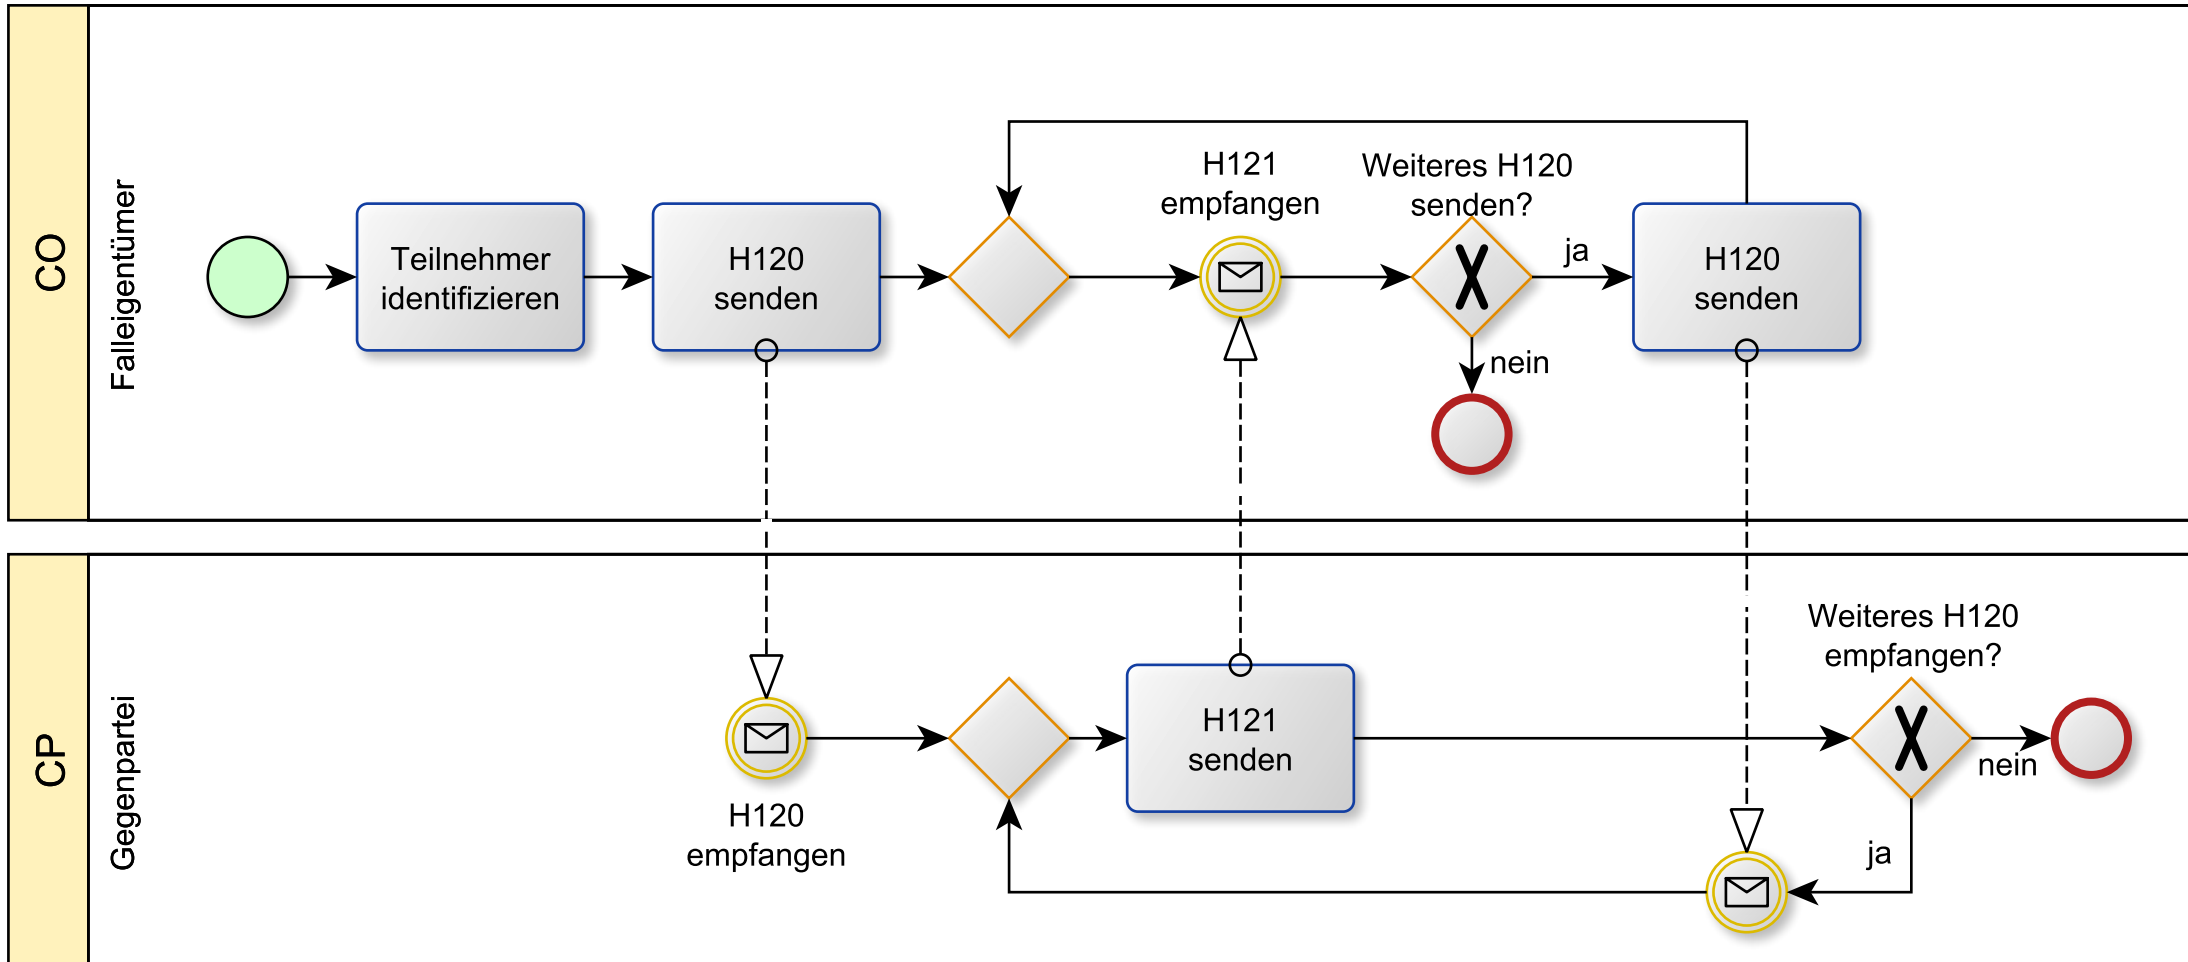 CO
Falleigentümer
Teilnehmer
identifizieren
H120
senden
H121
empfangen
Weiteres H120
senden?
ja
nein
H120
senden
CP
Gegenpartei
H120
empfangen
H121
senden
Weiteres H120
empfangen?
nein
ja